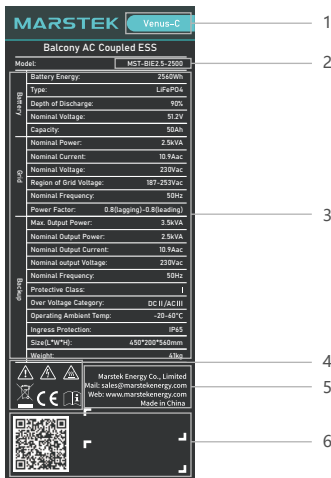 MARSTEK Venus-C 1
Balcony AC Coupled ESS
Model: MST-BIE2.5-2500 2
Battery
Battery Energy: 2560Wh
Type: LiFePO4
Depth of Discharge: 90%
Nominal Voltage: 51.2V
Capacity: 50Ah
Grid
Nominal Power: 2.5kVA
Nominal Current: 10.9Aac
Nominal Voltage: 230Vac
Region of Grid Voltage: 187-253Vac
Nominal Frequency: 50Hz
Power Factor: 0.8(lagging)-0.8(leading)
3
Backup
Max. Output Power: 3.5kVA
Nominal Output Power: 2.5kVA
Nominal Output Current: 10.9Aac
Nominal output Voltage: 230Vac
Nominal Frequency: 50Hz
Protective Class: I
Over Voltage Category: DC II/AC III
Operating Ambient Temp: -20-60°C
Ingress Protection: IP65
Size(L*W*H): 450*200*560mm
Weight: 41kg
4
CE
Marstek Energy Co., Limited
Mail: sales@marstekenergy.com 5
Web: www.marstekenergy.com
Made in China
6